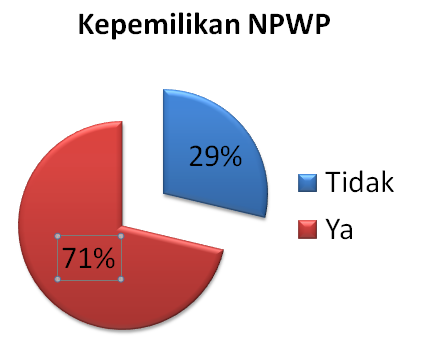 Kepemilikan NPWP
29%
Tidak
Ya
71%